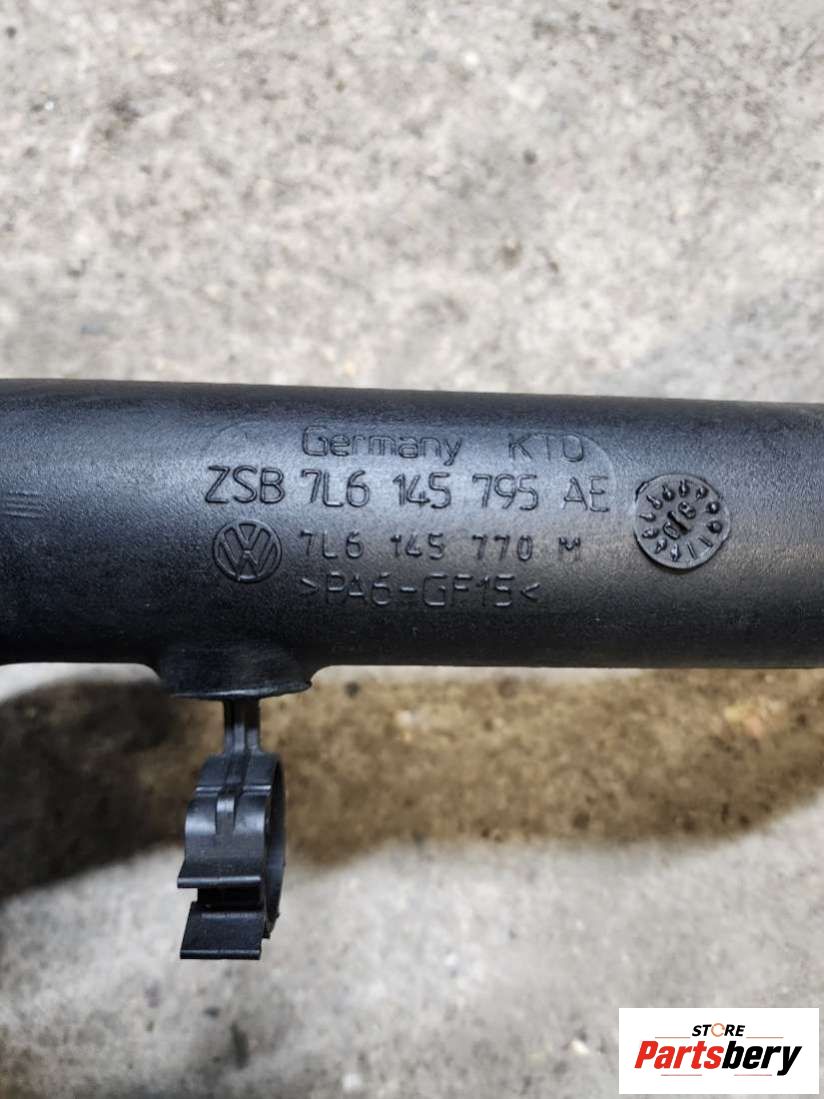 Germany KTO
ZSB 7L6 145 795 AE
7L6 145 770 M
>PA6-GF15<
STORE
Partsbery